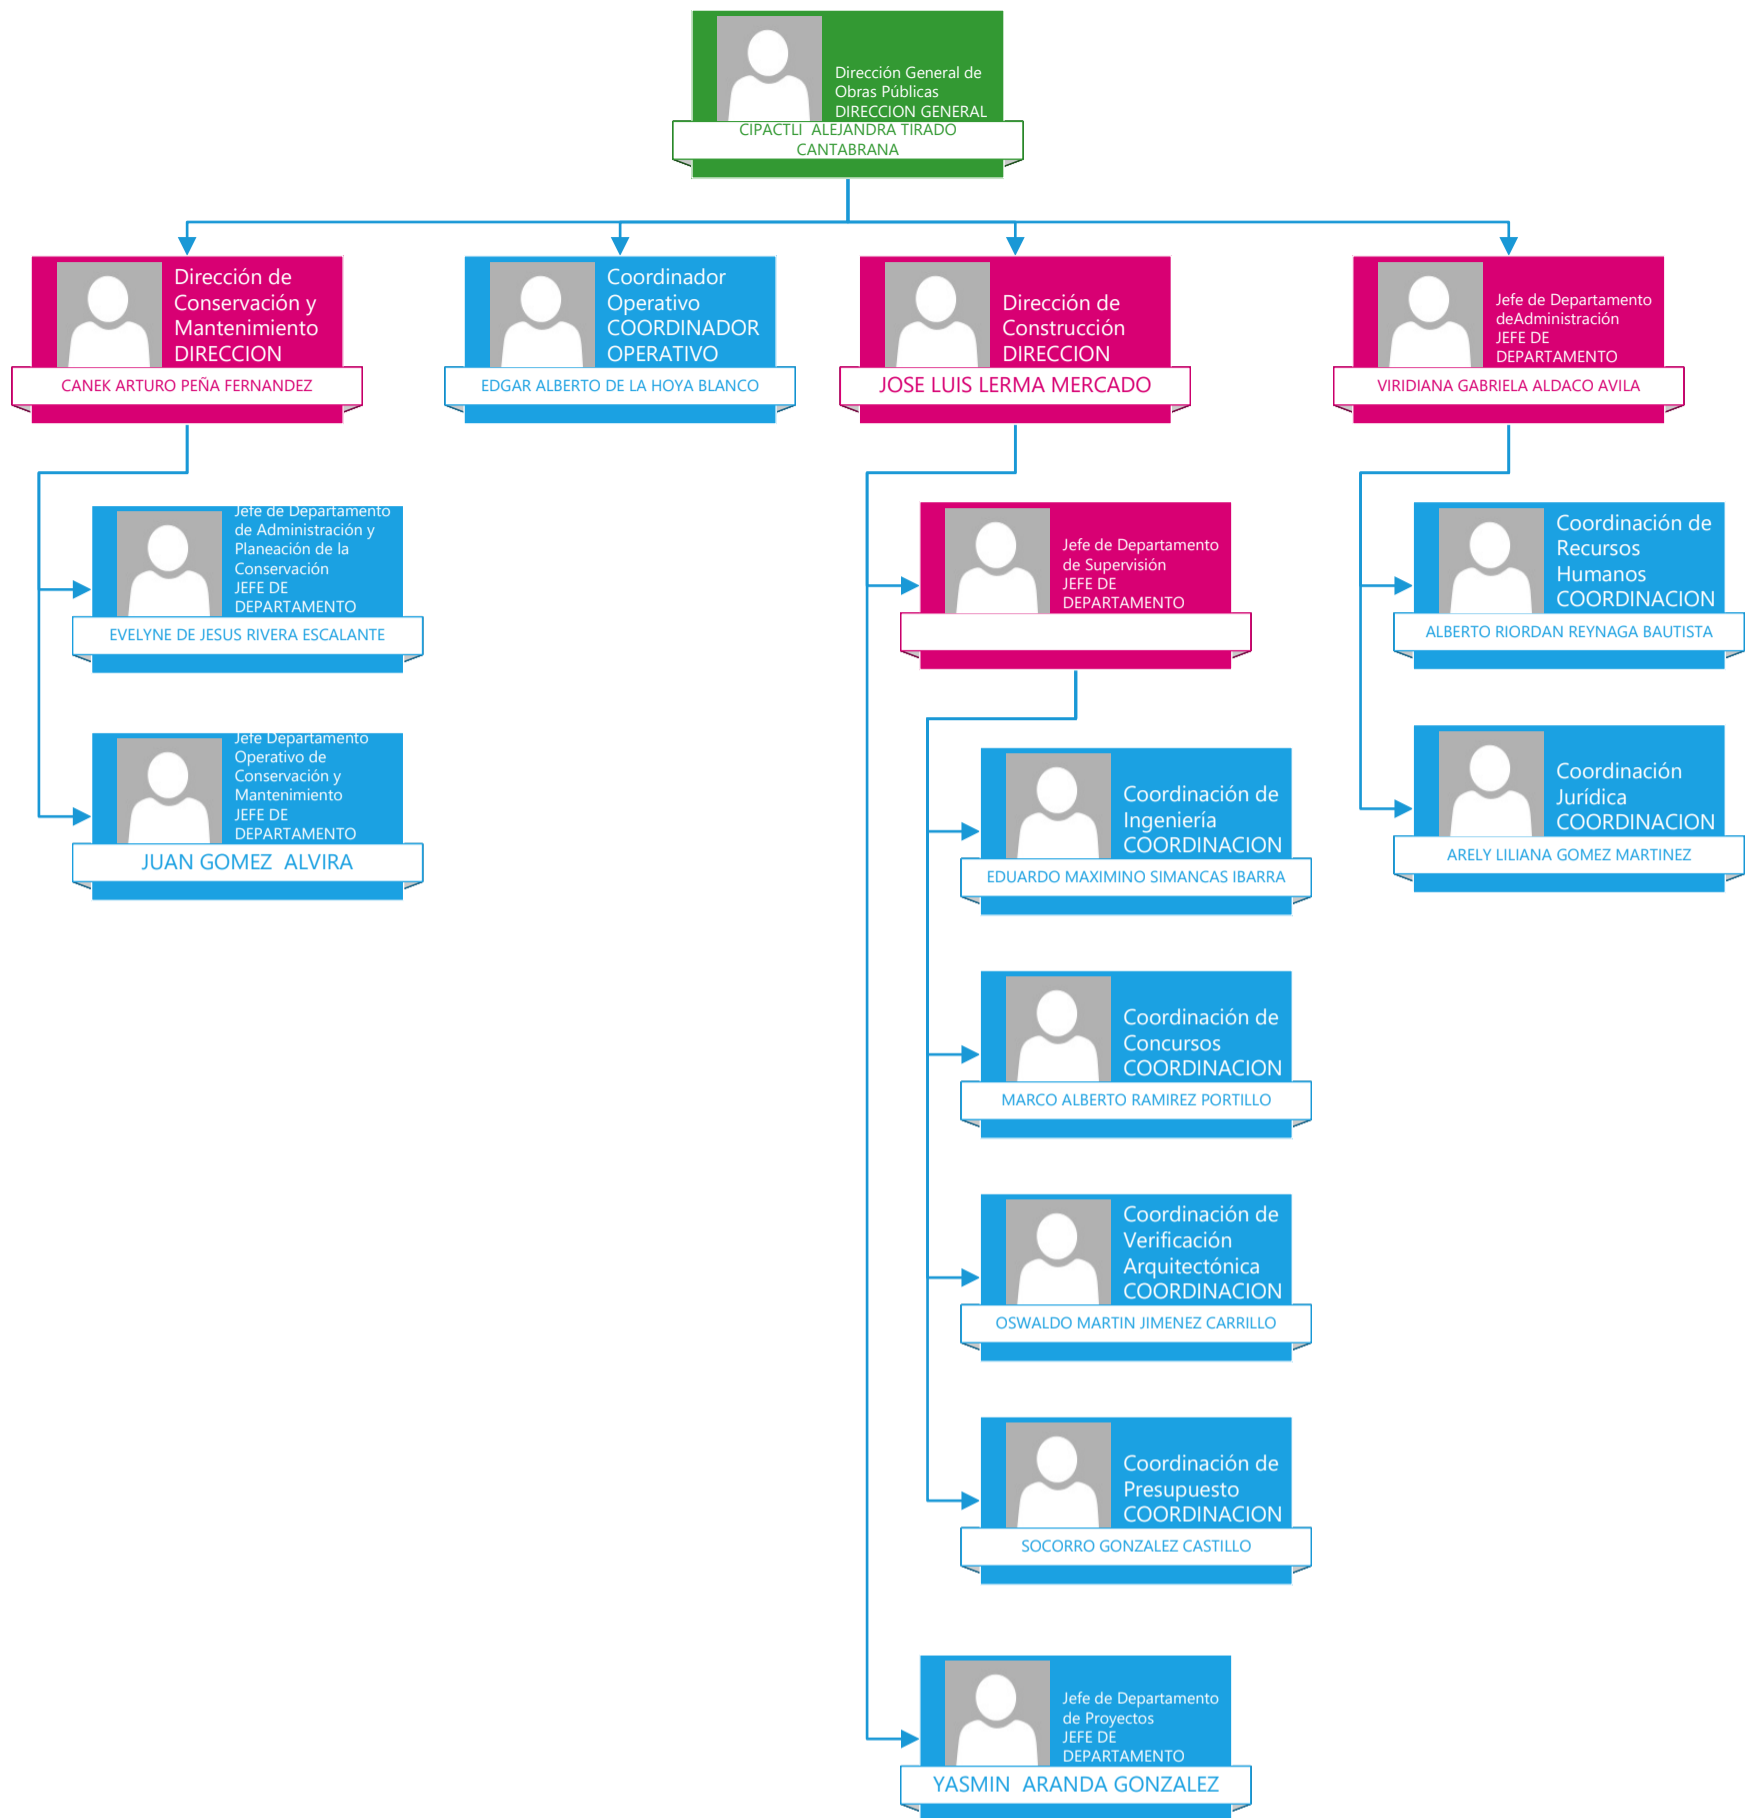 Dirección General de
Obras Públicas
DIRECCION GENERAL
CIPACTLI  ALEJANDRA TIRADO
CANTABRANA
Dirección de
Conservación y
Mantenimiento
DIRECCION
CANEK ARTURO PEÑA FERNANDEZ
Coordinador
Operativo
COORDINADOR
OPERATIVO
EDGAR ALBERTO DE LA HOYA BLANCO
Dirección de
Construcción
DIRECCION
JOSE LUIS LERMA MERCADO
Jefe de Departamento
deAdministración
JEFE DE
DEPARTAMENTO
VIRIDIANA GABRIELA ALDACO AVILA
Jefe de Departamento
de Administración y
Planeación de la
Conservación
JEFE DE
DEPARTAMENTO
EVELYNE DE JESUS RIVERA ESCALANTE
Jefe Departamento
Operativo de
Conservación y
Mantenimiento
JEFE DE
DEPARTAMENTO
JUAN GOMEZ  ALVIRA
Jefe de Departamento
de Supervisión
JEFE DE
DEPARTAMENTO
Coordinación de
Ingeniería
COORDINACION
EDUARDO MAXIMINO SIMANCAS IBARRA
Coordinación de
Concursos
COORDINACION
MARCO ALBERTO RAMIREZ PORTILLO
Coordinación de
Verificación
Arquitectónica
COORDINACION
OSWALDO MARTIN JIMENEZ CARRILLO
Coordinación de
Presupuesto
COORDINACION
SOCORRO GONZALEZ CASTILLO
Jefe de Departamento
de Proyectos
JEFE DE
DEPARTAMENTO
YASMIN  ARANDA GONZALEZ
Coordinación de
Recursos
Humanos
COORDINACION
ALBERTO RIORDAN REYNAGA BAUTISTA
Coordinación
Jurídica
COORDINACION
ARELY LILIANA GOMEZ MARTINEZ